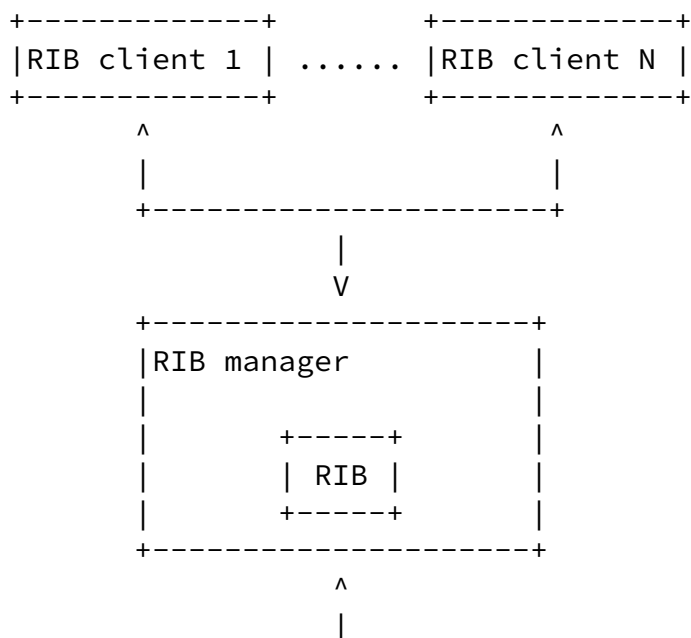 +-------------+         +-------------+
|RIB client 1 | ...... |RIB client N |
+-------------+         +-------------+
^                         ^
|                         |
+----------------------+
|
V
+---------------------+
|RIB manager          |
|                     |
|       +-----+       |
|       | RIB |       |
|       +-----+       |
+---------------------+
^
|